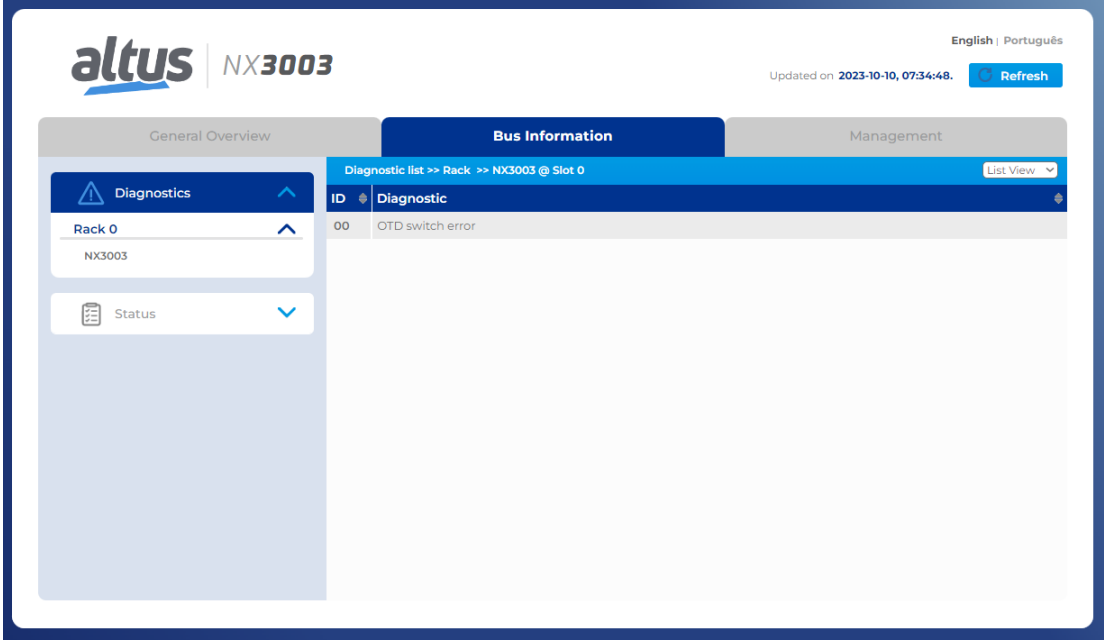 English | Português
altus NX3003
Updated on 2023-10-10, 07:34:48. Refresh
General Overview Bus Information Management
Diagnostic list >> Rack >> NX3003 @ Slot 0 List View
Diagnostics
ID Diagnostic
Rack 0
00 OTD switch error
NX3003
Status